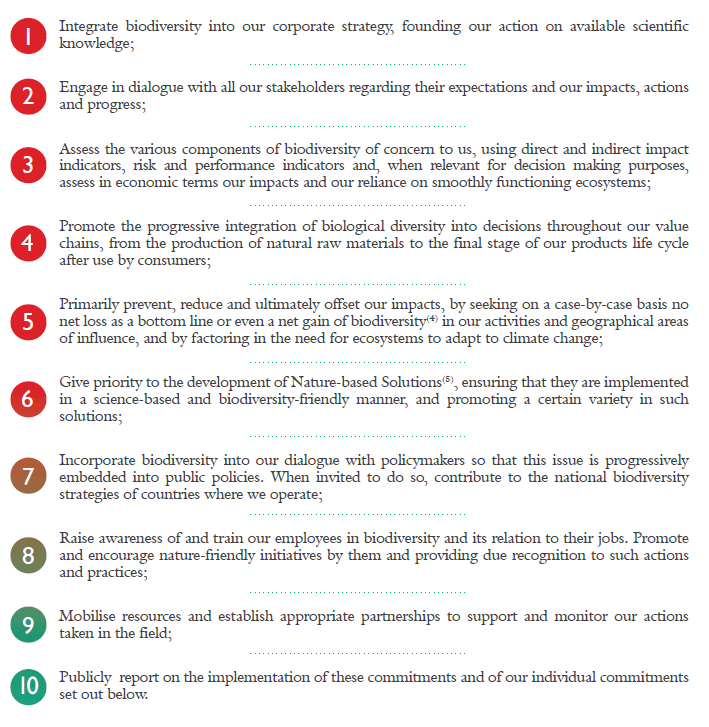 1 Integrate biodiversity into our corporate strategy, founding our action on available scientific
knowledge;
2 Engage in dialogue with all our stakeholders regarding their expectations and our impacts, actions
and progress;
3 Assess the various components of biodiversity of concern to us, using direct and indirect impact
indicators, risk and performance indicators and, when relevant for decision making purposes,
assess in economic terms our impacts and our reliance on smoothly functioning ecosystems;
4 Promote the progressive integration of biological diversity into decisions throughout our value
chains, from the production of natural raw materials to the final stage of our products life cycle
after use by consumers;
5 Primarily prevent, reduce and ultimately offset our impacts, by seeking on a case-by-case basis no
net loss as a bottom line or even a net gain of biodiversity(4) in our activities and geographical areas
of influence, and by factoring in the need for ecosystems to adapt to climate change;
6 Give priority to the development of Nature-based Solutions(5), ensuring that they are implemented
in a science-based and biodiversity-friendly manner, and promoting a certain variety in such
solutions;
7 Incorporate biodiversity into our dialogue with policymakers so that this issue is progressively
embedded into public policies. When invited to do so, contribute to the national biodiversity
strategies of countries where we operate;
8 Raise awareness of and train our employees in biodiversity and its relation to their jobs. Promote
and encourage nature-friendly initiatives by them and providing due recognition to such actions
and practices;
9 Mobilise resources and establish appropriate partnerships to support and monitor our actions
taken in the field;
10 Publicly report on the implementation of these commitments and of our individual commitments
set out below.